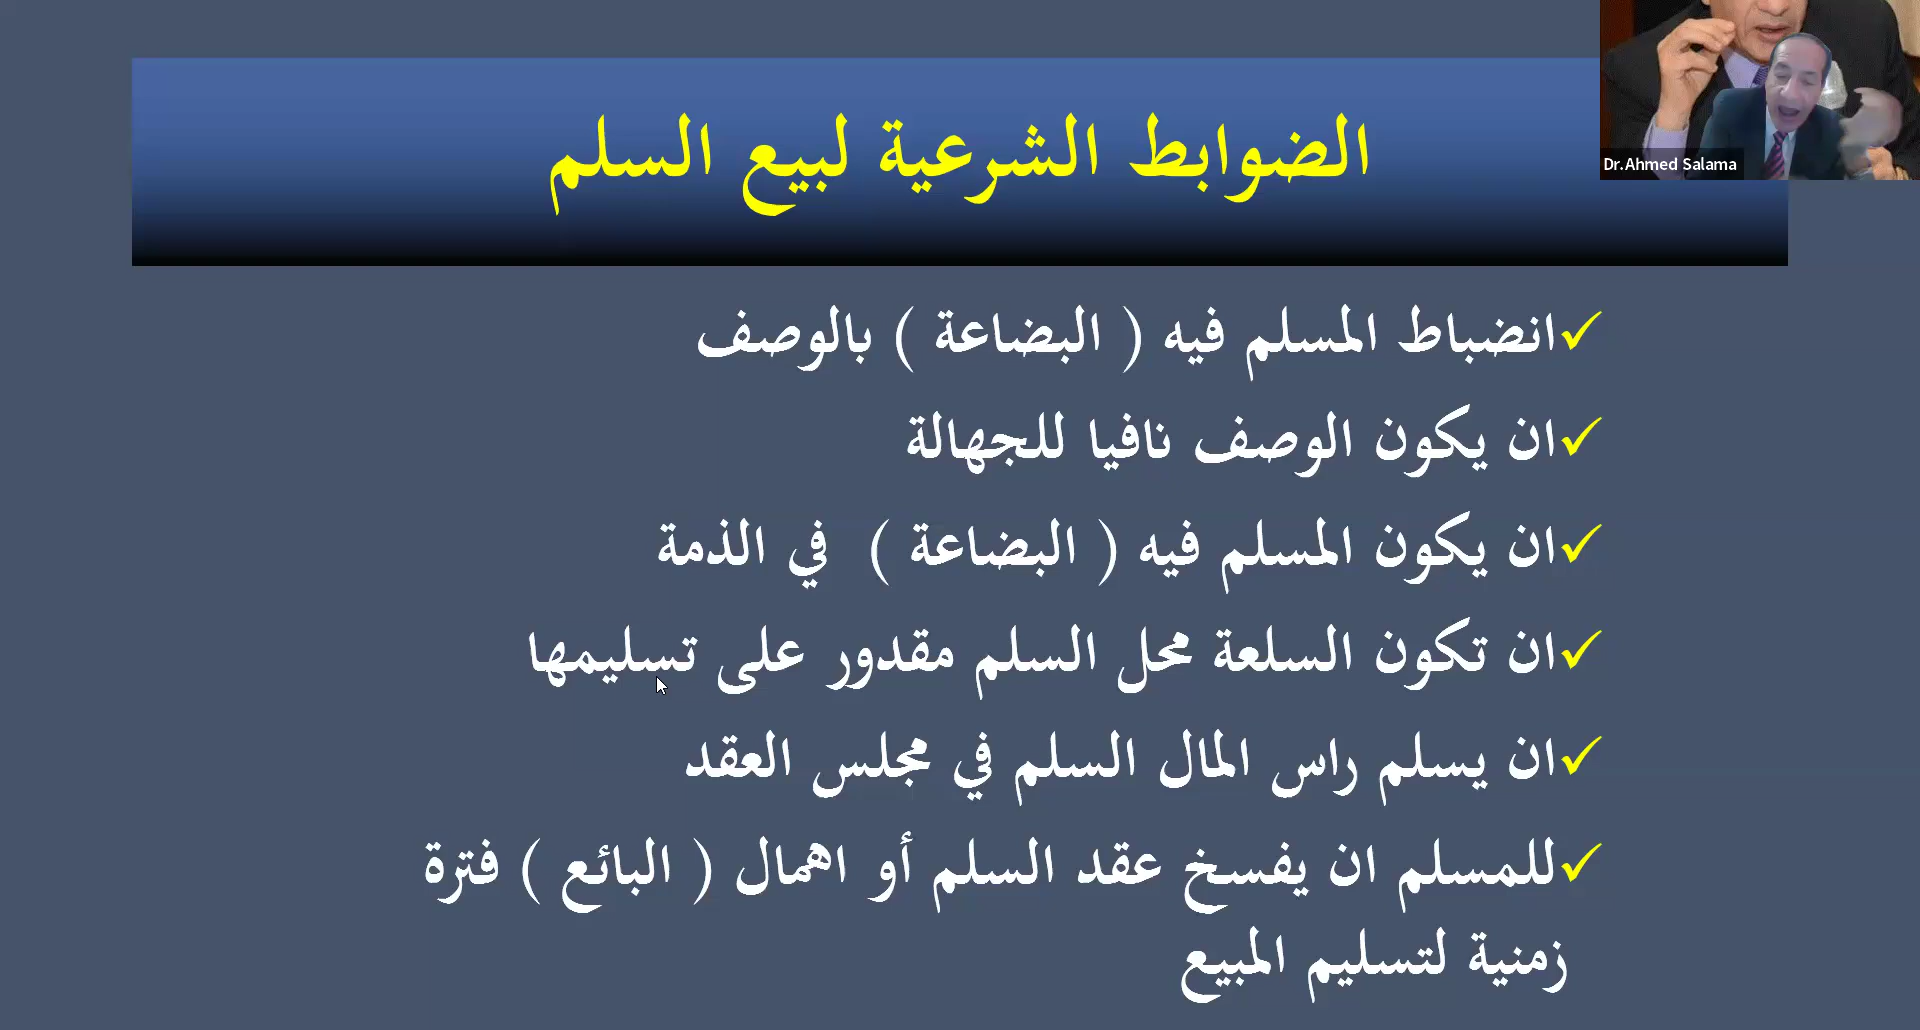 الضوابط الشرعية لبيع السلم
Dr.Ahmed Salama
✓انضباط المسلم فيه ( البضاعة ) بالوصف
✓ان يكون الوصف نافيا للجهالة
✓ان يكون المسلم فيه ( البضاعة ) في الذمة
✓ان تكون السلعة محل السلم مقدور على تسليمها
✓ان يسلم راس المال السلم في مجلس العقد
✓للمسلم ان يفسخ عقد السلم أو اهمال ( البائع ) فترة
زمنية لتسليم المبيع